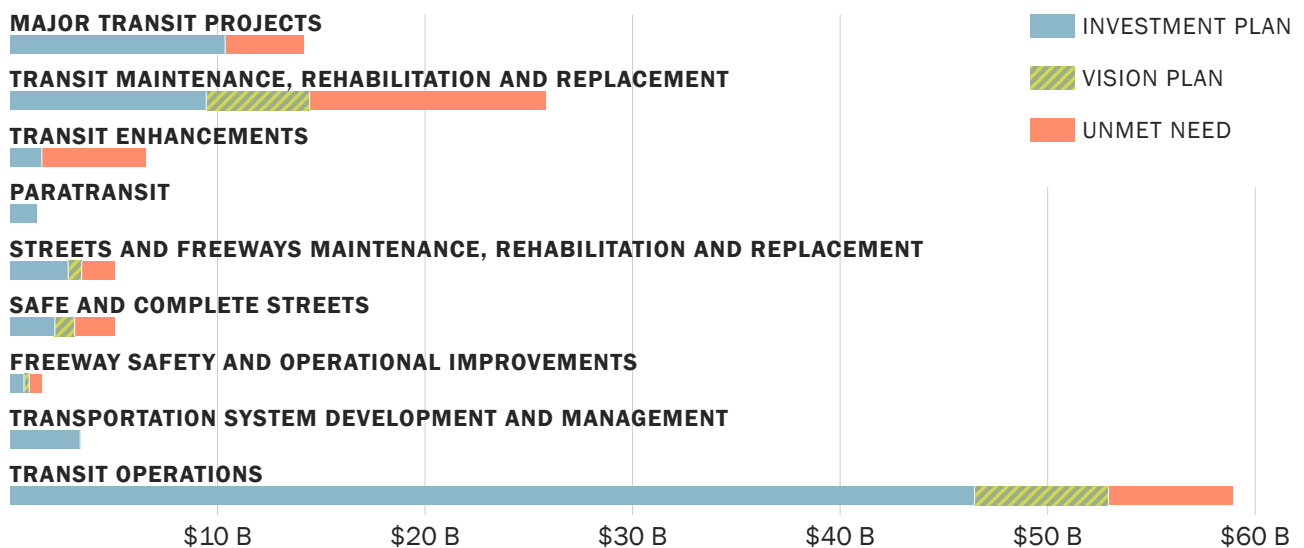 MAJOR TRANSIT PROJECTS
INVESTMENT PLAN
TRANSIT MAINTENANCE, REHABILITATION AND REPLACEMENT
VISION PLAN
TRANSIT ENHANCEMENTS
UNMET NEED
PARATRANSIT
STREETS AND FREEWAYS MAINTENANCE, REHABILITATION AND REPLACEMENT
SAFE AND COMPLETE STREETS
FREEWAY SAFETY AND OPERATIONAL IMPROVEMENTS
TRANSPORTATION SYSTEM DEVELOPMENT AND MANAGEMENT
TRANSIT OPERATIONS
$10 B $20 B $30 B $40 B $50 B $60 B